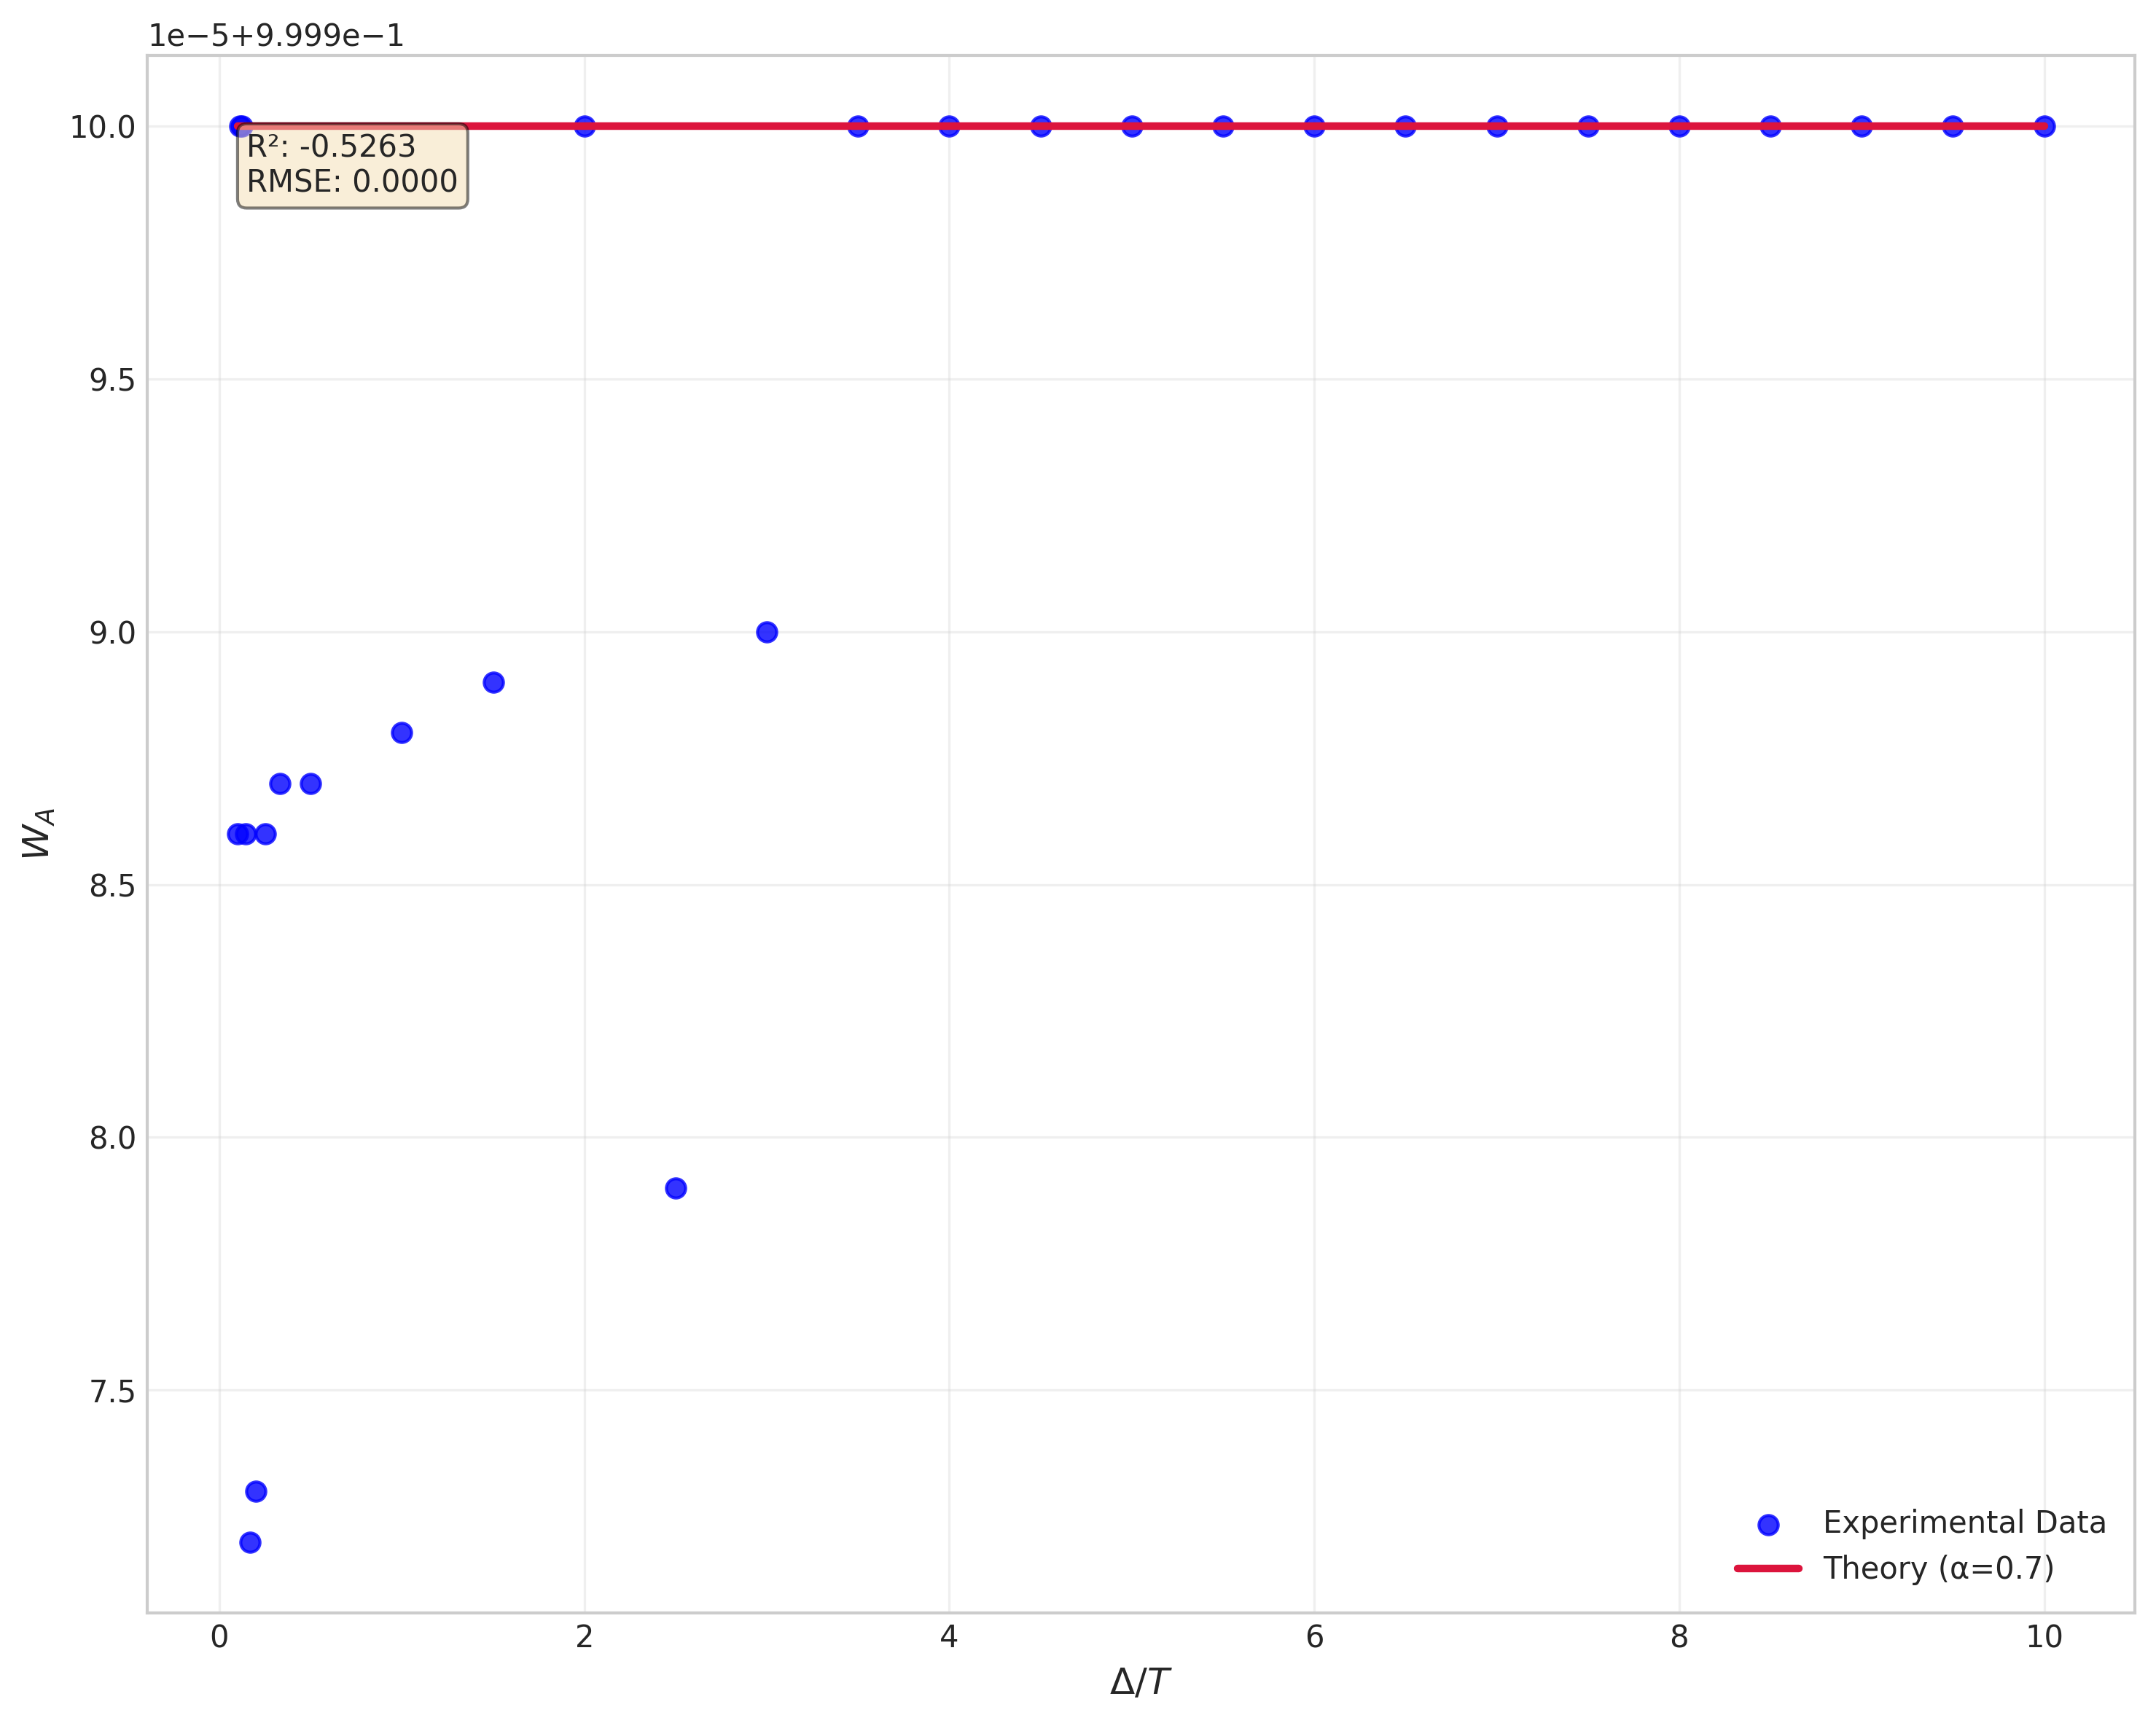 1e−5+9.999e−1
10.0
9.5
9.0
8.5
8.0
7.5
W_A
R²: -0.5263
RMSE: 0.0000
Experimental Data
Theory (α=0.7)
0 2 4 6 8 10
Δ/T